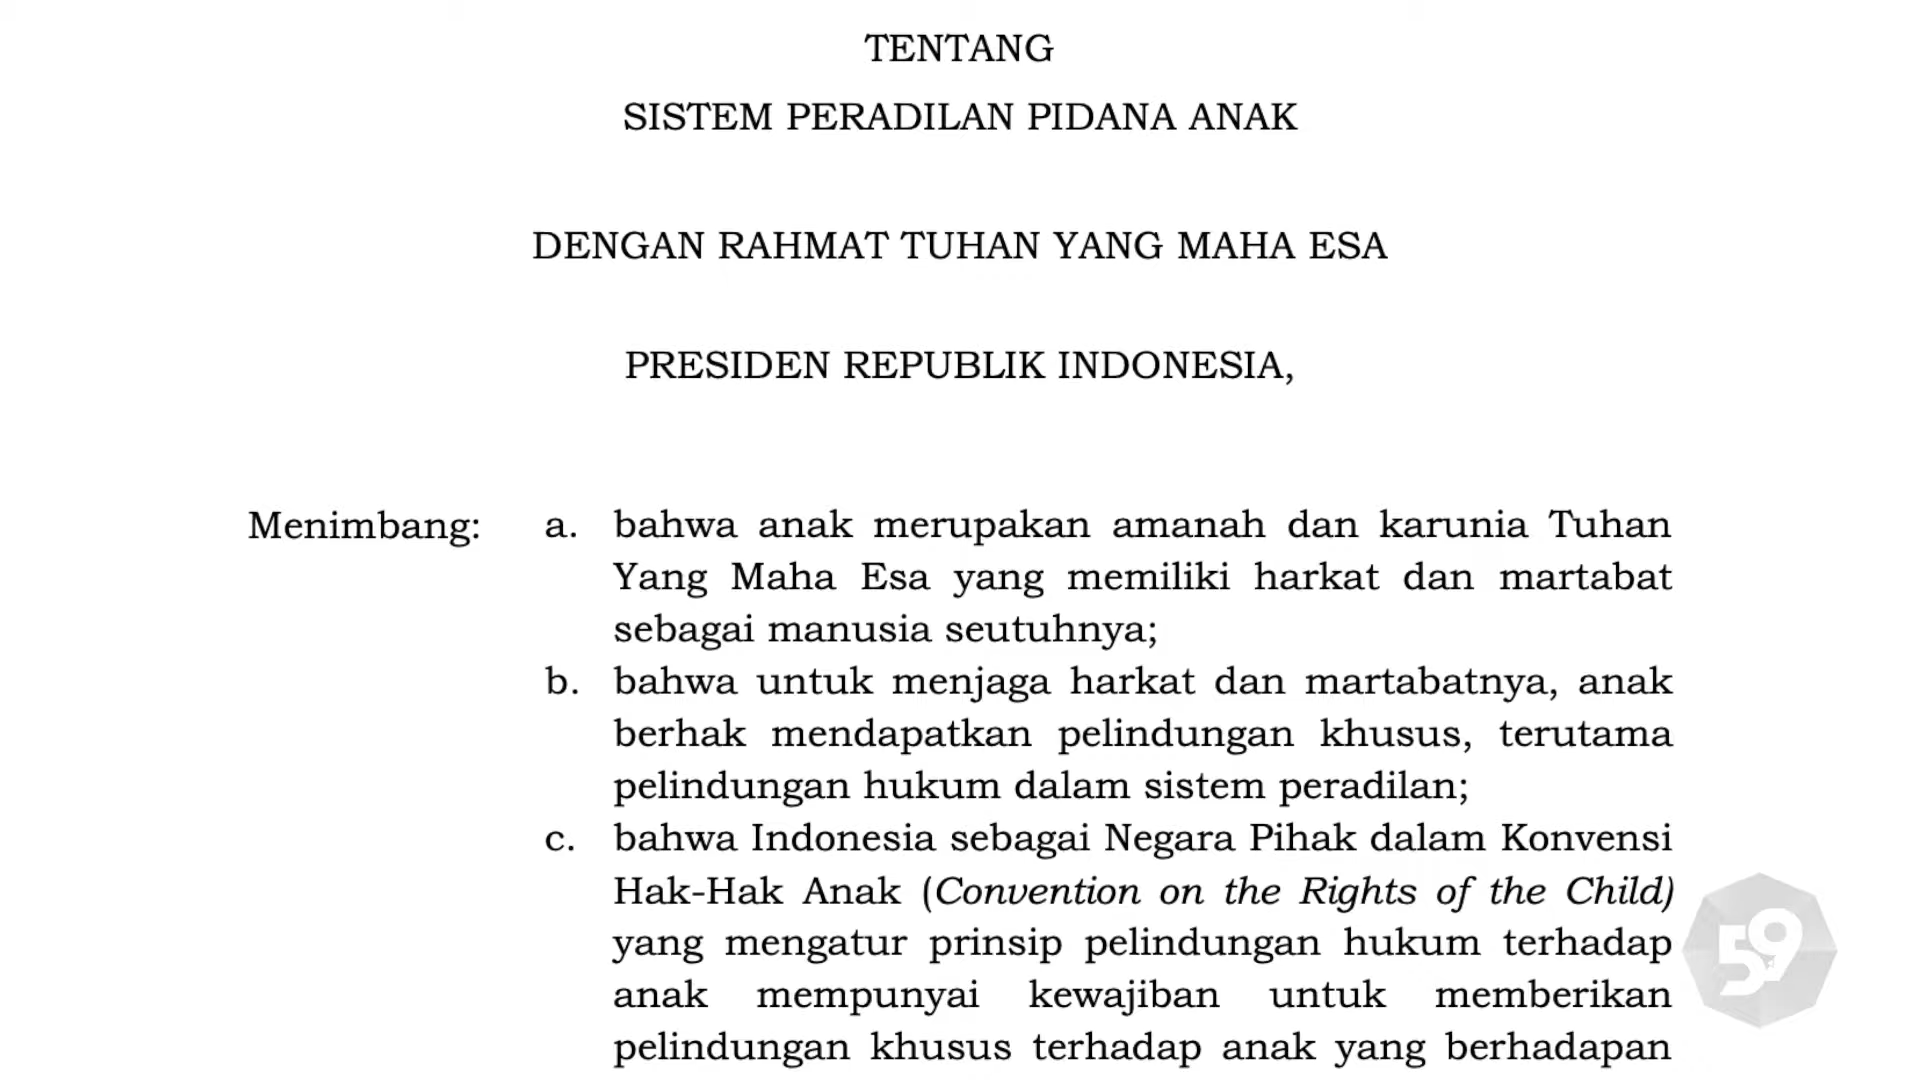 TENTANG
SISTEM PERADILAN PIDANA ANAK
DENGAN RAHMAT TUHAN YANG MAHA ESA
PRESIDEN REPUBLIK INDONESIA,
Menimbang: a. bahwa anak merupakan amanah dan karunia Tuhan
Yang Maha Esa yang memiliki harkat dan martabat
sebagai manusia seutuhnya;
b. bahwa untuk menjaga harkat dan martabatnya, anak
berhak mendapatkan pelindungan khusus, terutama
pelindungan hukum dalam sistem peradilan;
c. bahwa Indonesia sebagai Negara Pihak dalam Konvensi
Hak-Hak Anak (Convention on the Rights of the Child)
yang mengatur prinsip pelindungan hukum terhadap
anak mempunyai kewajiban untuk memberikan
pelindungan khusus terhadap anak yang berhadapan
59